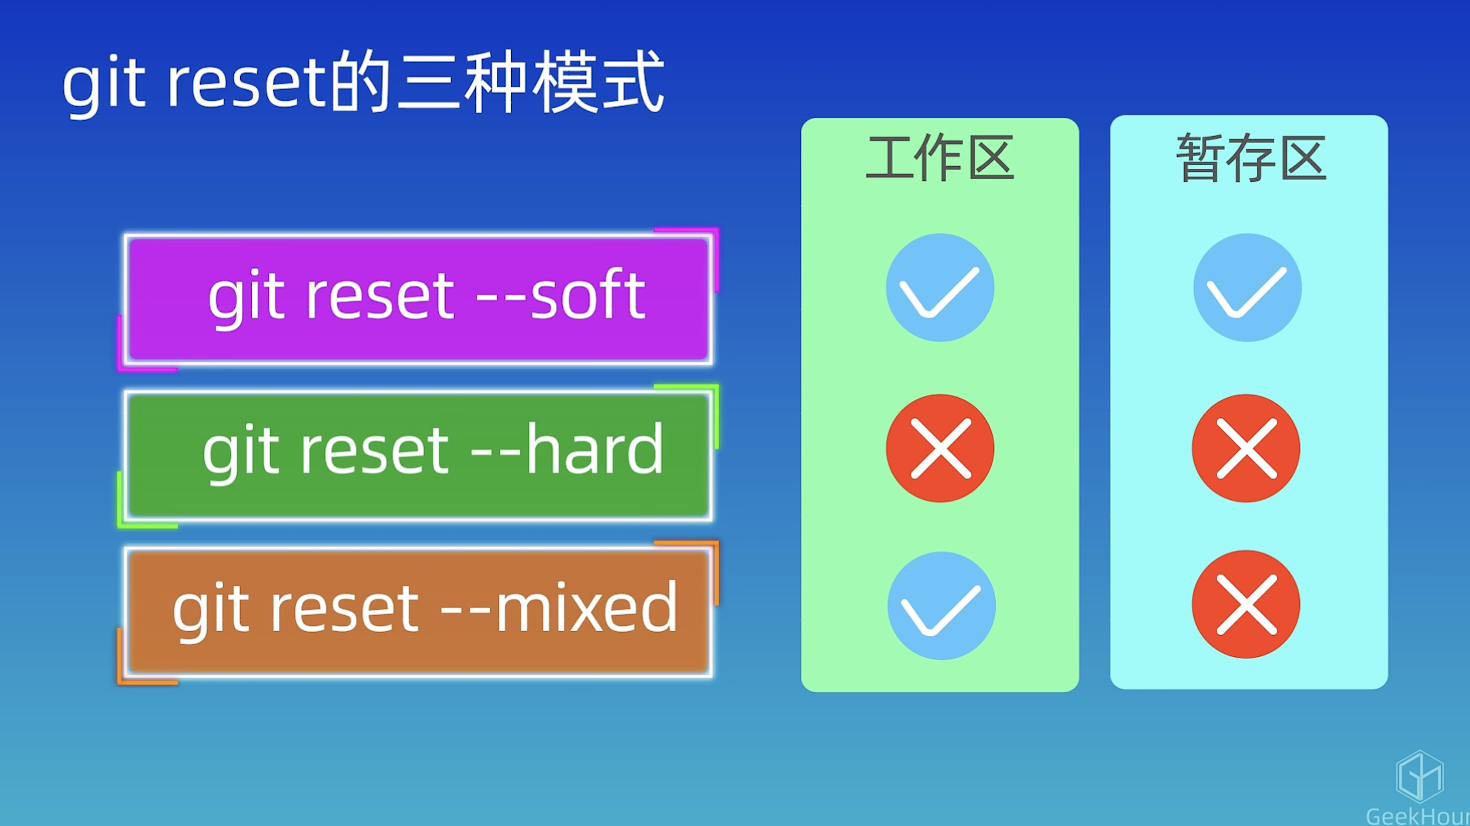 git reset的三种模式
工作区
暂存区
git reset --soft
git reset --hard
git reset --mixed
GeekHour